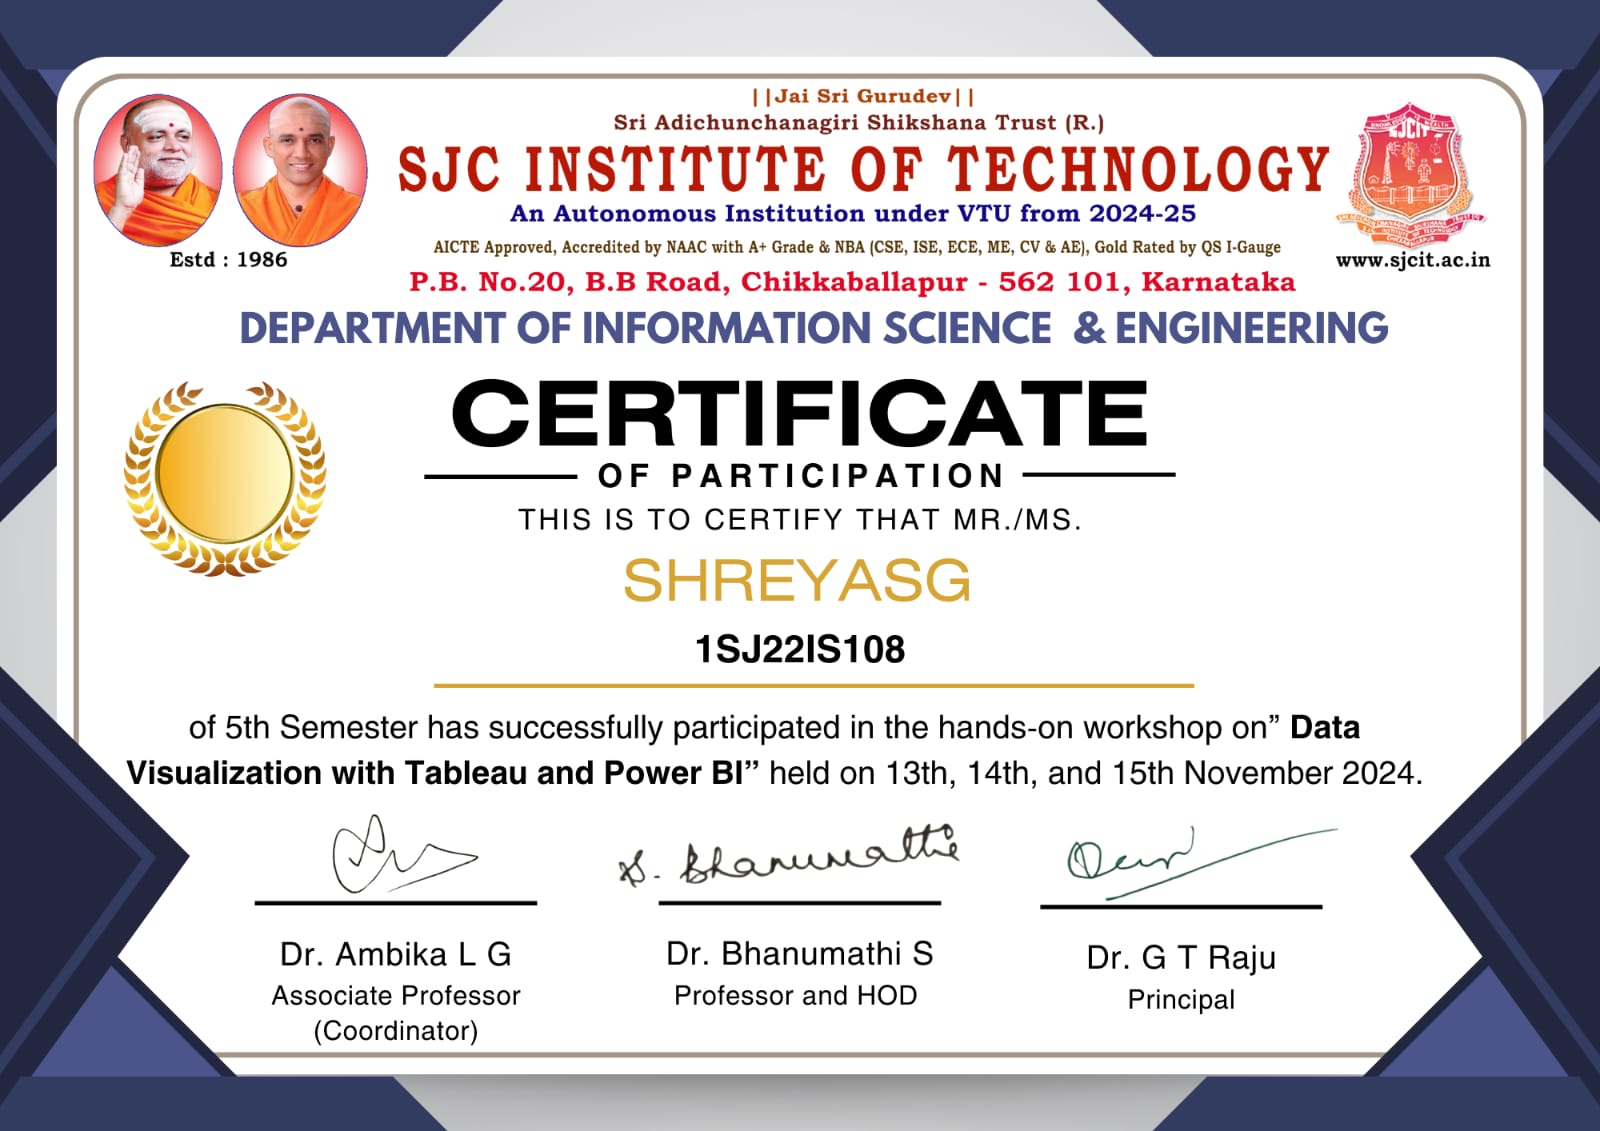 ||Jai Sri Gurudev||
Sri Adichunchanagiri Shikshana Trust (R.)
SJC INSTITUTE OF TECHNOLOGY
An Autonomous Institution under VTU from 2024-25
AICTE Approved, Accredited by NAAC with A+ Grade & NBA (CSE, ISE, ECE, ME, CV & AE), Gold Rated by QS I-Gauge
P.B. No.20, B.B Road, Chikkaballapur - 562 101, Karnataka
Estd : 1986
SJCIT
www.sjcit.ac.in
DEPARTMENT OF INFORMATION SCIENCE & ENGINEERING
CERTIFICATE
OF PARTICIPATION
THIS IS TO CERTIFY THAT MR./MS.
SHREYASG
1SJ22IS108
of 5th Semester has successfully participated in the hands-on workshop on” Data
Visualization with Tableau and Power BI” held on 13th, 14th, and 15th November 2024.
S. Bhanumathi
Dr. Ambika L G
Associate Professor
(Coordinator)
Dr. Bhanumathi S
Professor and HOD
Dr. G T Raju
Principal